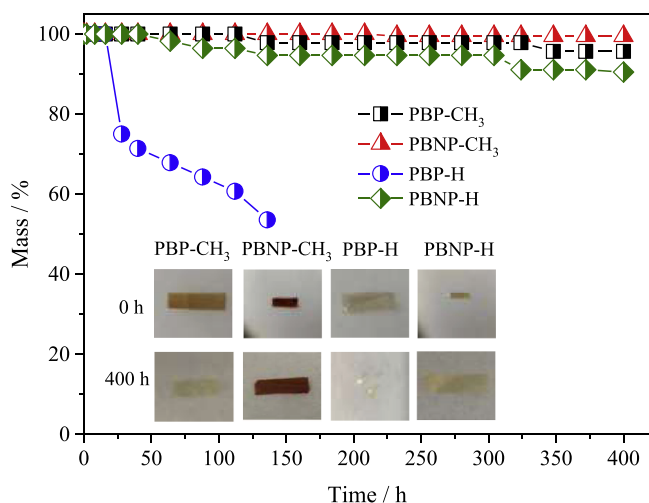 100
80
60
40
20
0
Mass / %
PBP-CH₃
PBNP-CH₃
PBP-H
PBNP-H
PBP-CH₃ PBNP-CH₃ PBP-H PBNP-H
0 h
400 h
0 50 100 150 200 250 300 350 400
Time / h